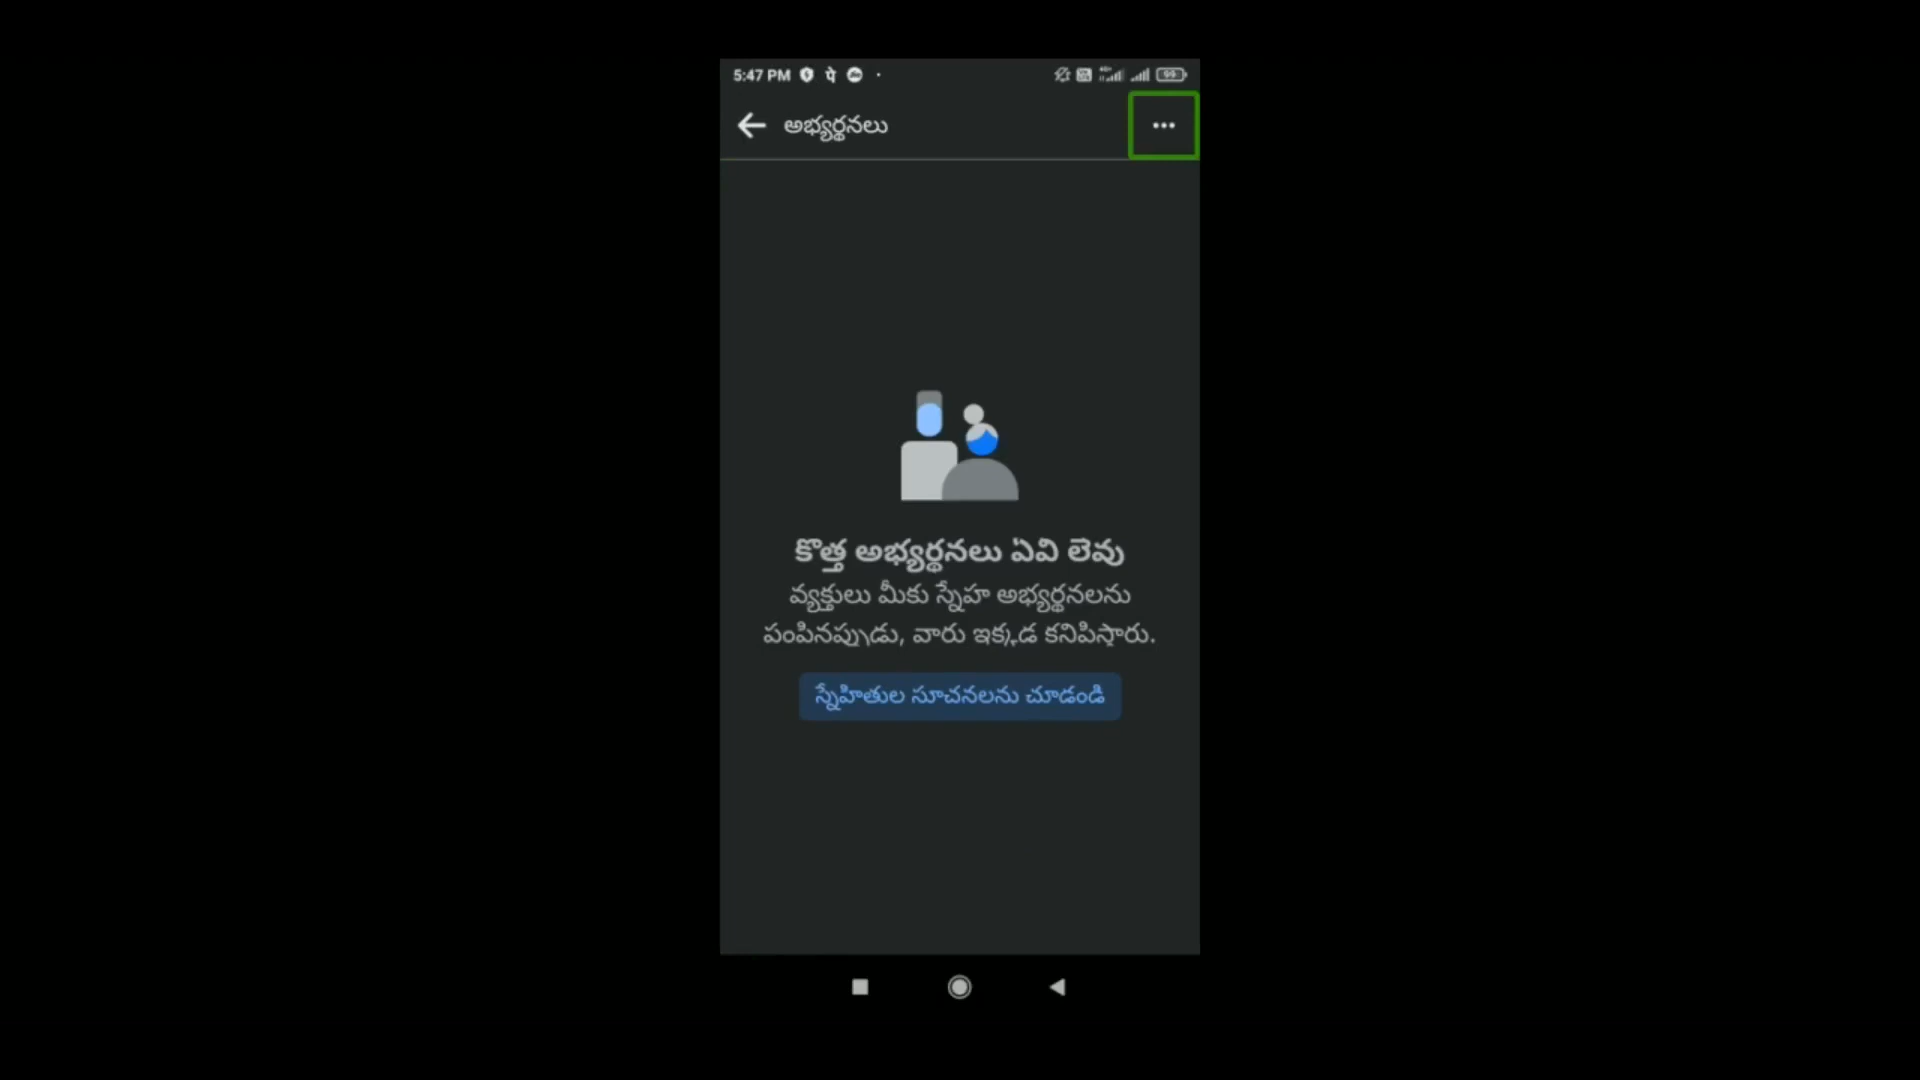 5:47 PM
99
అభ్యర్థనలు
కొత్త అభ్యర్థనలు ఏవి లెవు
వ్యక్తులు మీకు స్నేహ అభ్యర్థనలను
పంపినప్పుడు, వారు ఇక్కడ కనిపిస్తారు.
స్నేహితుల సూచనలను చూడండి